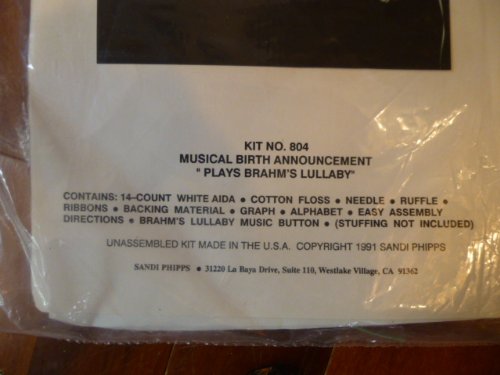 KIT NO. 804
MUSICAL BIRTH ANNOUNCEMENT
"PLAYS BRAHM'S LULLABY"
CONTAINS: 14-COUNT WHITE AIDA • COTTON FLOSS • NEEDLE • RUFFLE •
RIBBONS • BACKING MATERIAL • GRAPH • ALPHABET • EASY ASSEMBLY
DIRECTIONS • BRAHM'S LULLABY MUSIC BUTTON • (STUFFING NOT INCLUDED)
UNASSEMBLED KIT MADE IN THE U.S.A. COPYRIGHT 1991 SANDI PHIPPS
SANDI PHIPPS • 31220 La Baya Drive, Suite 110, Westlake Village, CA 91362